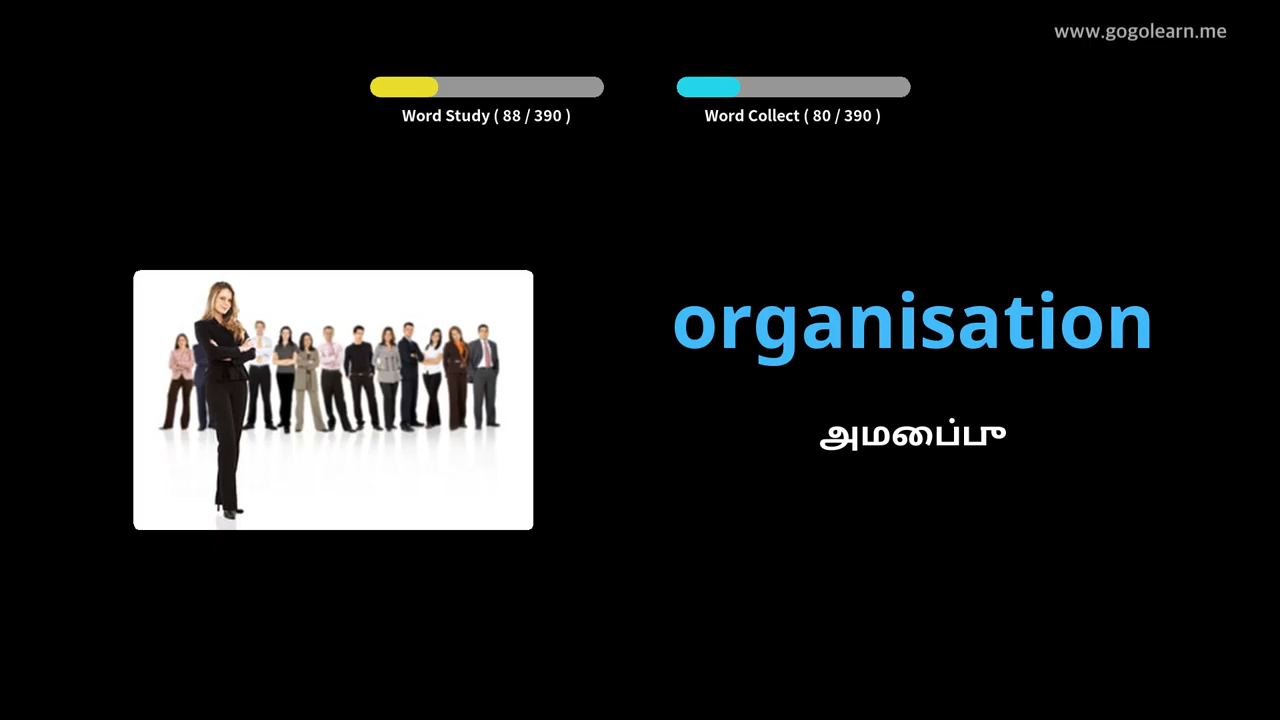 www.gogolearn.me
Word Study ( 88 / 390 )
Word Collect ( 80 / 390 )
organisation
அமைப்பு